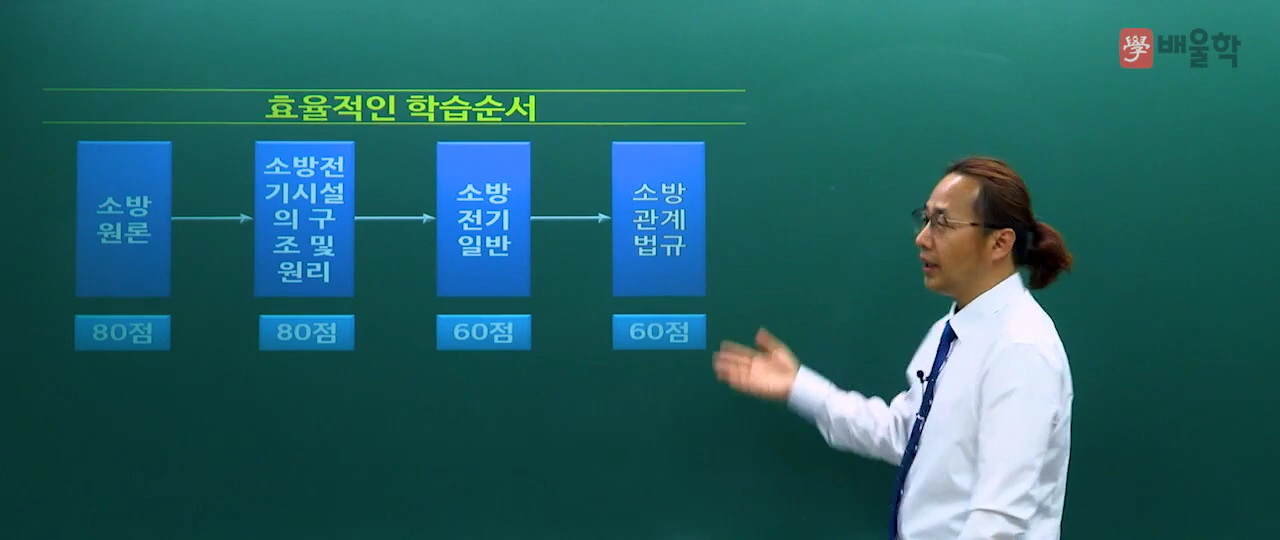 學 배울학
효율적인 학습순서
소방
원론
소방전
기시설
의 구
조 및
원리
소방
전기
일반
소방
관계
법규
80점
80점
60점
60점